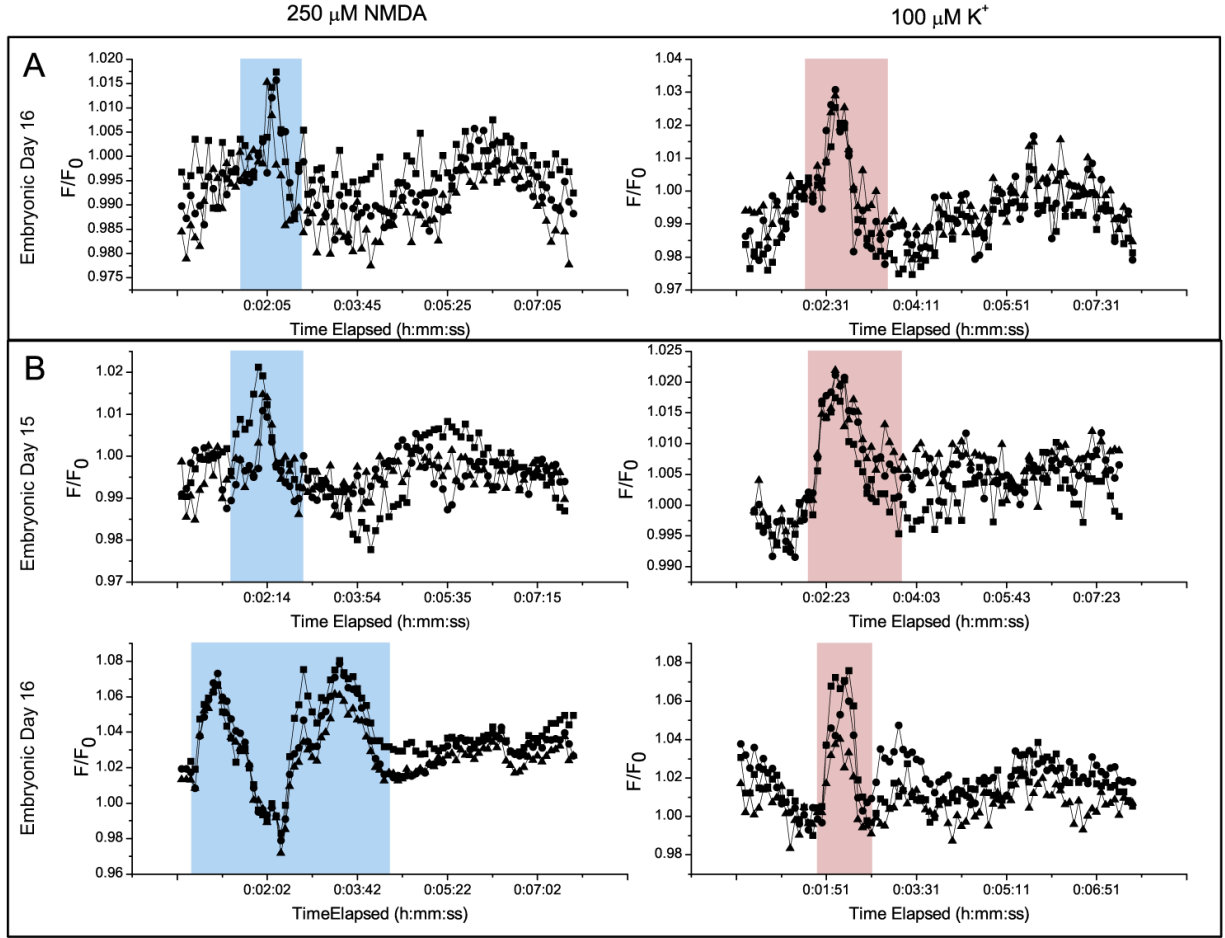 250 μM NMDA
100 μM K⁺
A
Embryonic Day 16
F/F₀
1.020
1.015
1.010
1.005
1.000
0.995
0.990
0.985
0.980
0.975
0:02:05 0:03:45 0:05:25 0:07:05
Time Elapsed (h:mm:ss)
F/F₀
1.04
1.03
1.02
1.01
1.00
0.99
0.98
0.97
0:02:31 0:04:11 0:05:51 0:07:31
Time Elapsed (h:mm:ss)
B
Embryonic Day 15
F/F₀
1.02
1.01
1.00
0.99
0.98
0.97
0:02:14 0:03:54 0:05:35 0:07:15
Time Elapsed (h:mm:ss)
F/F₀
1.025
1.020
1.015
1.010
1.005
1.000
0.995
0.990
0:02:23 0:04:03 0:05:43 0:07:23
Time Elapsed (h:mm:ss)
Embryonic Day 16
F/F₀
1.08
1.06
1.04
1.02
1.00
0.98
0.96
0:02:02 0:03:42 0:05:22 0:07:02
TimeElapsed (h:mm:ss)
F/F₀
1.08
1.06
1.04
1.02
1.00
0.98
0:01:51 0:03:31 0:05:11 0:06:51
Time Elapsed (h:mm:ss)